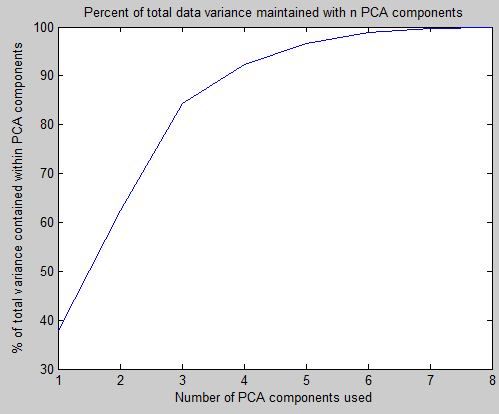 Percent of total data variance maintained with n PCA components
% of total variance contained within PCA components
100
90
80
70
60
50
40
30
1 2 3 4 5 6 7 8
Number of PCA components used